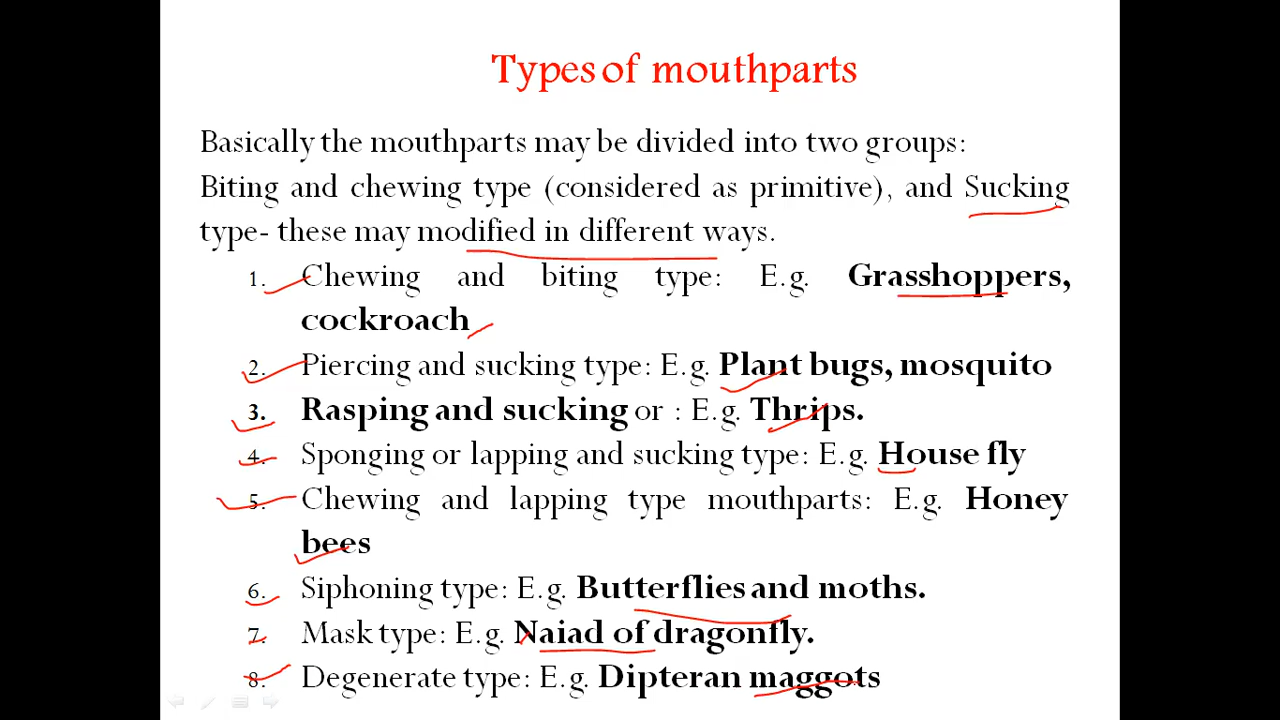 Types of mouthparts
Basically the mouthparts may be divided into two groups:
Biting and chewing type (considered as primitive), and Sucking
type- these may modified in different ways.
1. Chewing and biting type: E.g. Grasshoppers,
cockroach
2. Piercing and sucking type: E.g. Plant bugs, mosquito
3. Rasping and sucking or : E.g. Thrips.
4. Sponging or lapping and sucking type: E.g. House fly
5. Chewing and lapping type mouthparts: E.g. Honey
bees
6. Siphoning type: E.g. Butterflies and moths.
7. Mask type: E.g. Naiad of dragonfly.
8. Degenerate type: E.g. Dipteran maggots